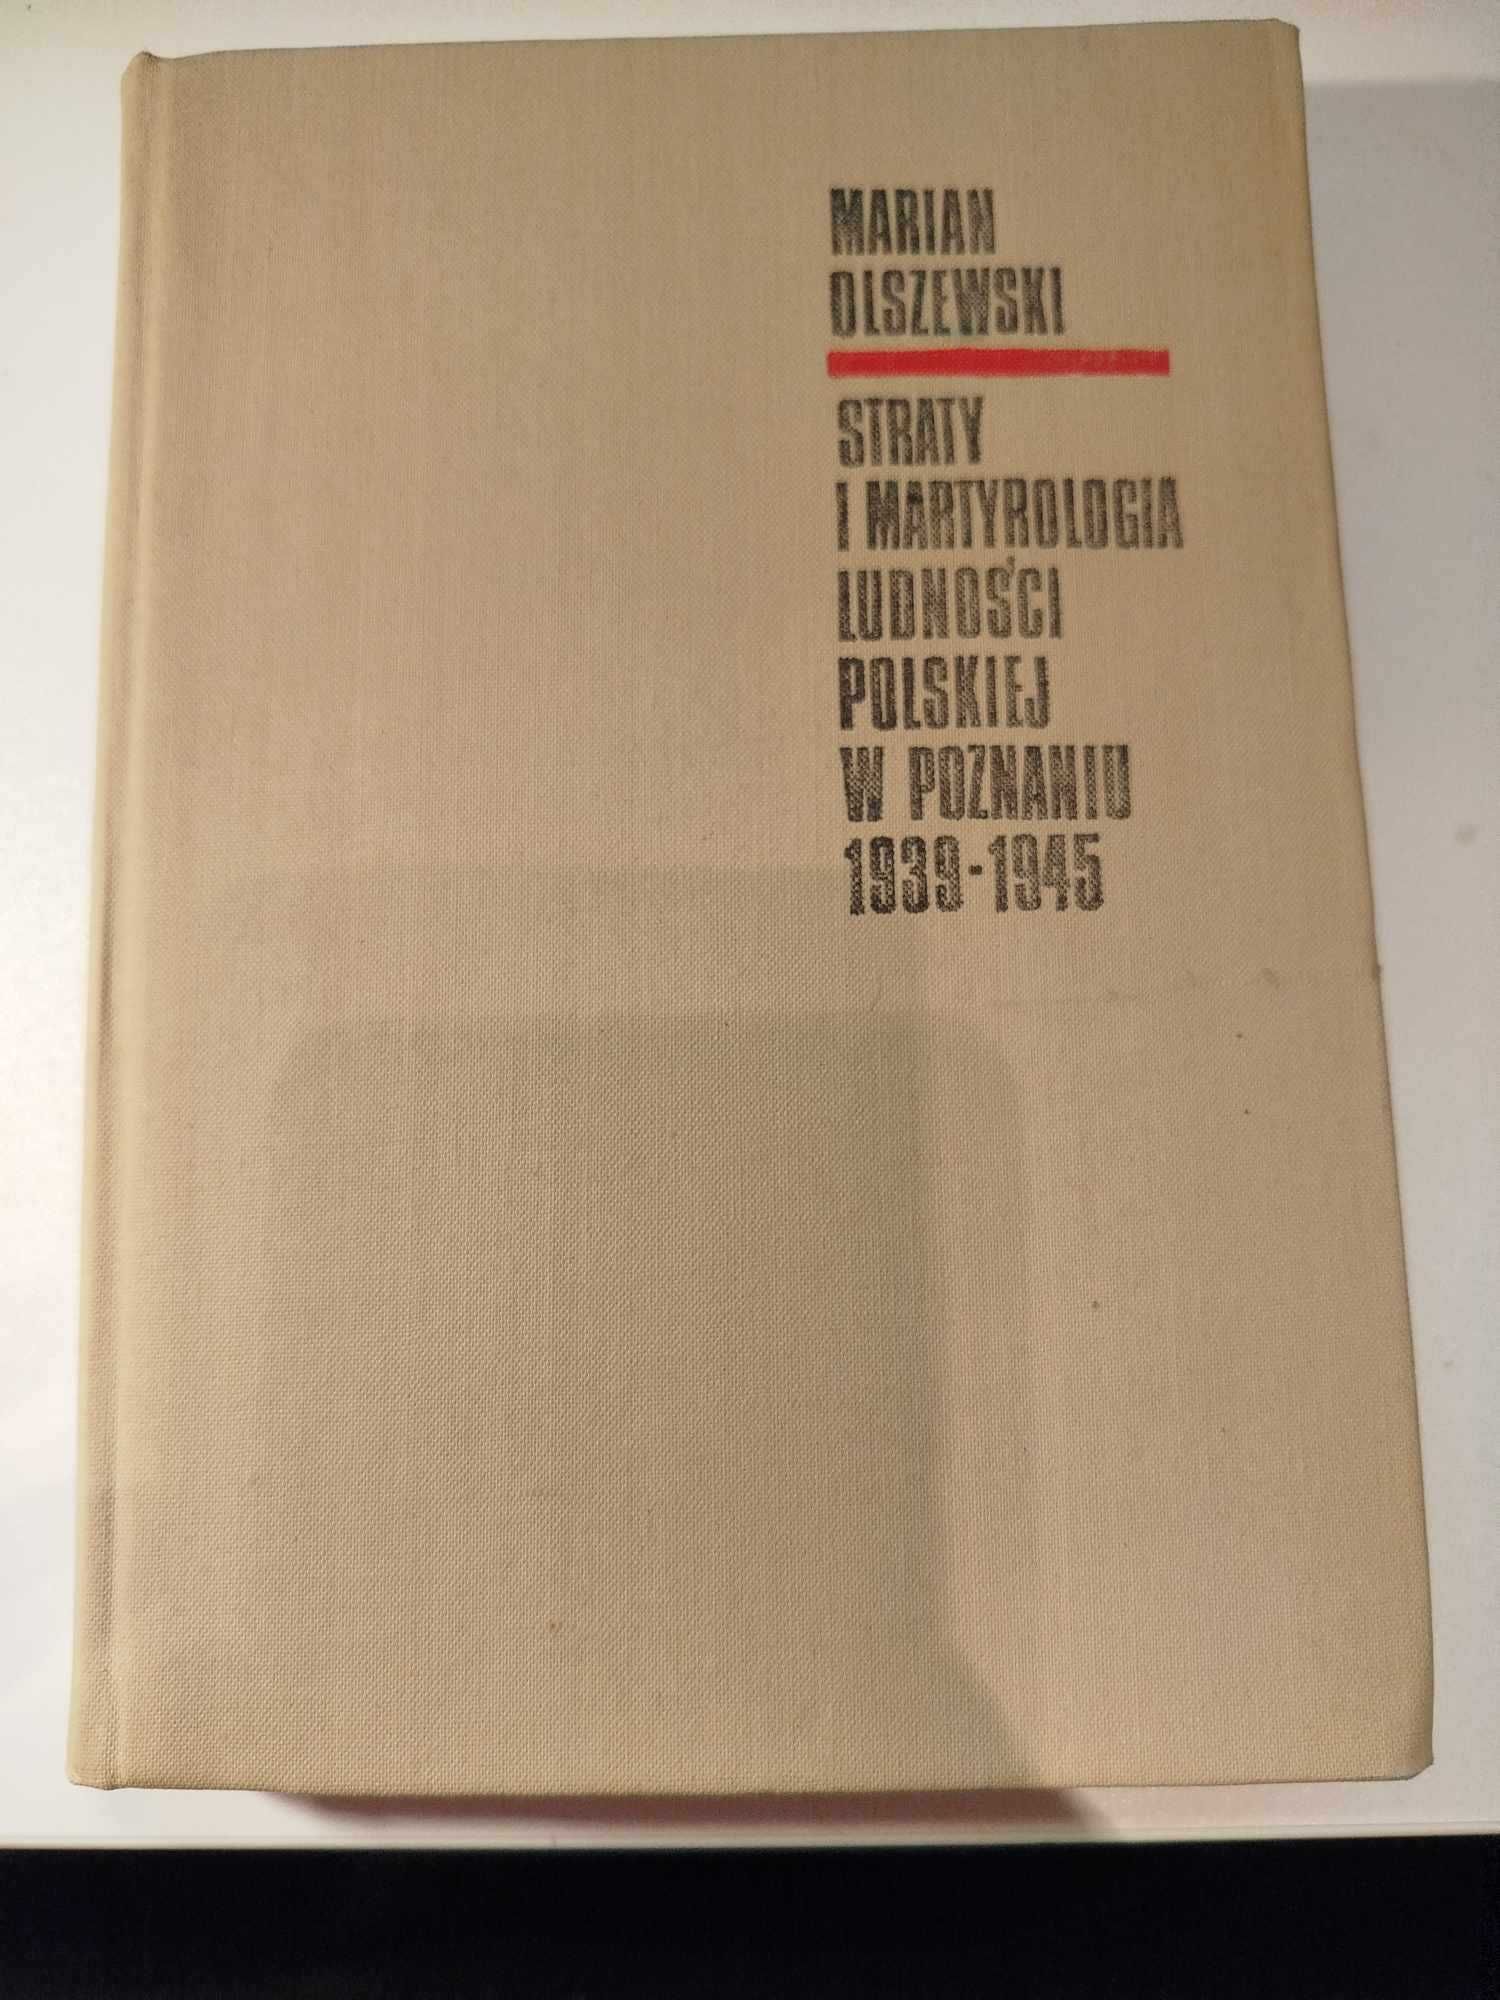 MARIAN
OLSZEWSKI
STRATY
I MARTYROLOGIA
LUDNOŚCI
POLSKIEJ
W POZNANIU
1939-1945